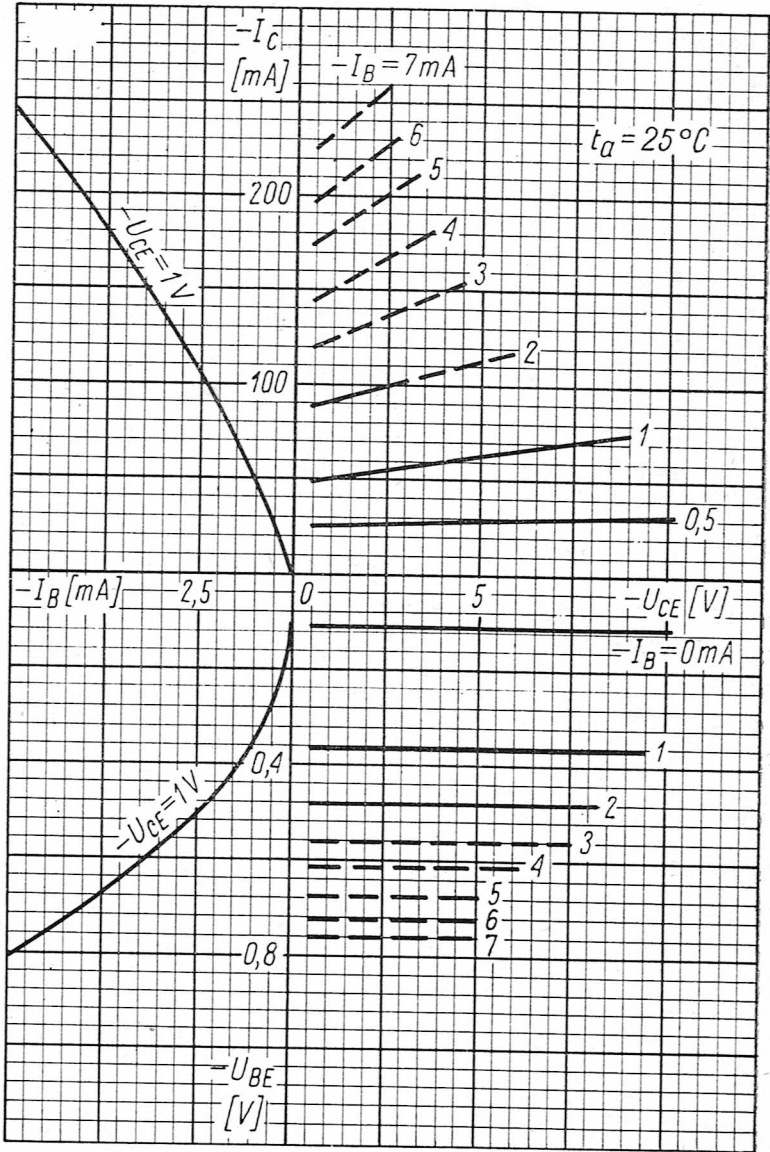 -I_C
[mA]
-I_B = 7mA
6
t_a = 25°C
5
200
4
-U_CE = 1V
3
2
100
1
0,5
-I_B [mA]
2,5
0
5
-U_CE [V]
-I_B = 0mA
1
0,4
2
-U_CE = 1V
3
4
5
6
7
0,8
-U_BE
[V]